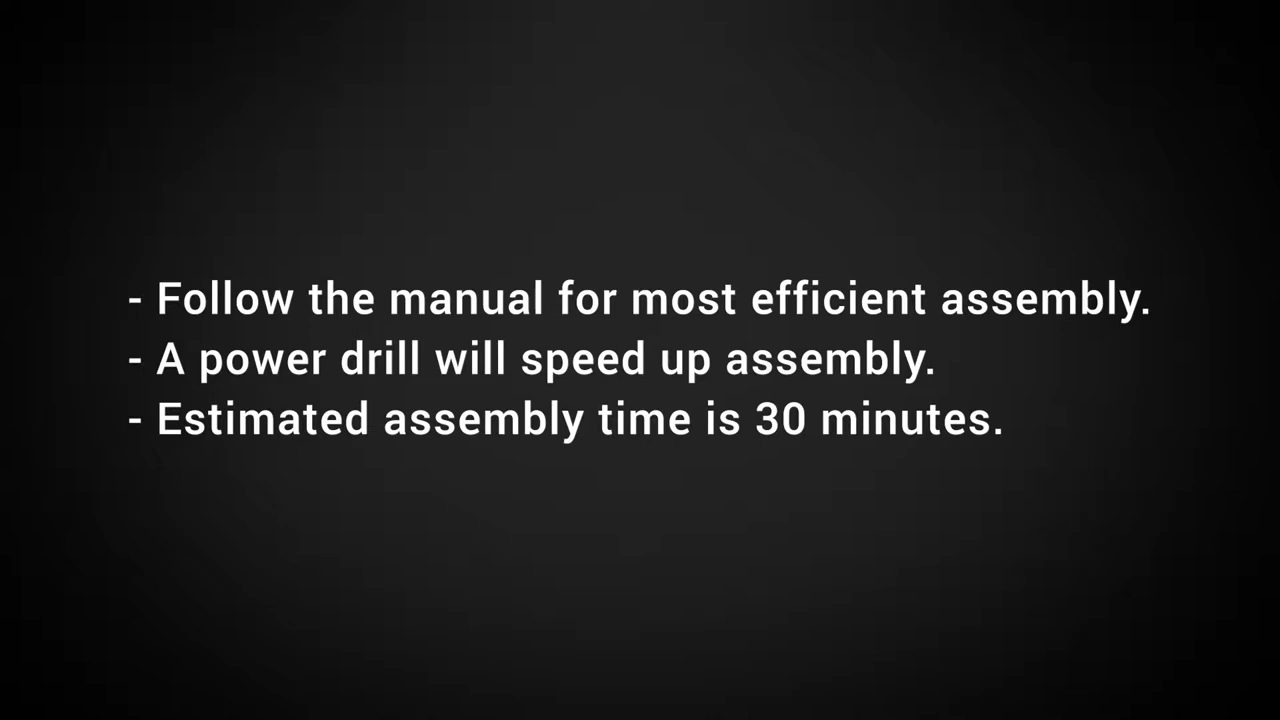 - Follow the manual for most efficient assembly.
- A power drill will speed up assembly.
- Estimated assembly time is 30 minutes.